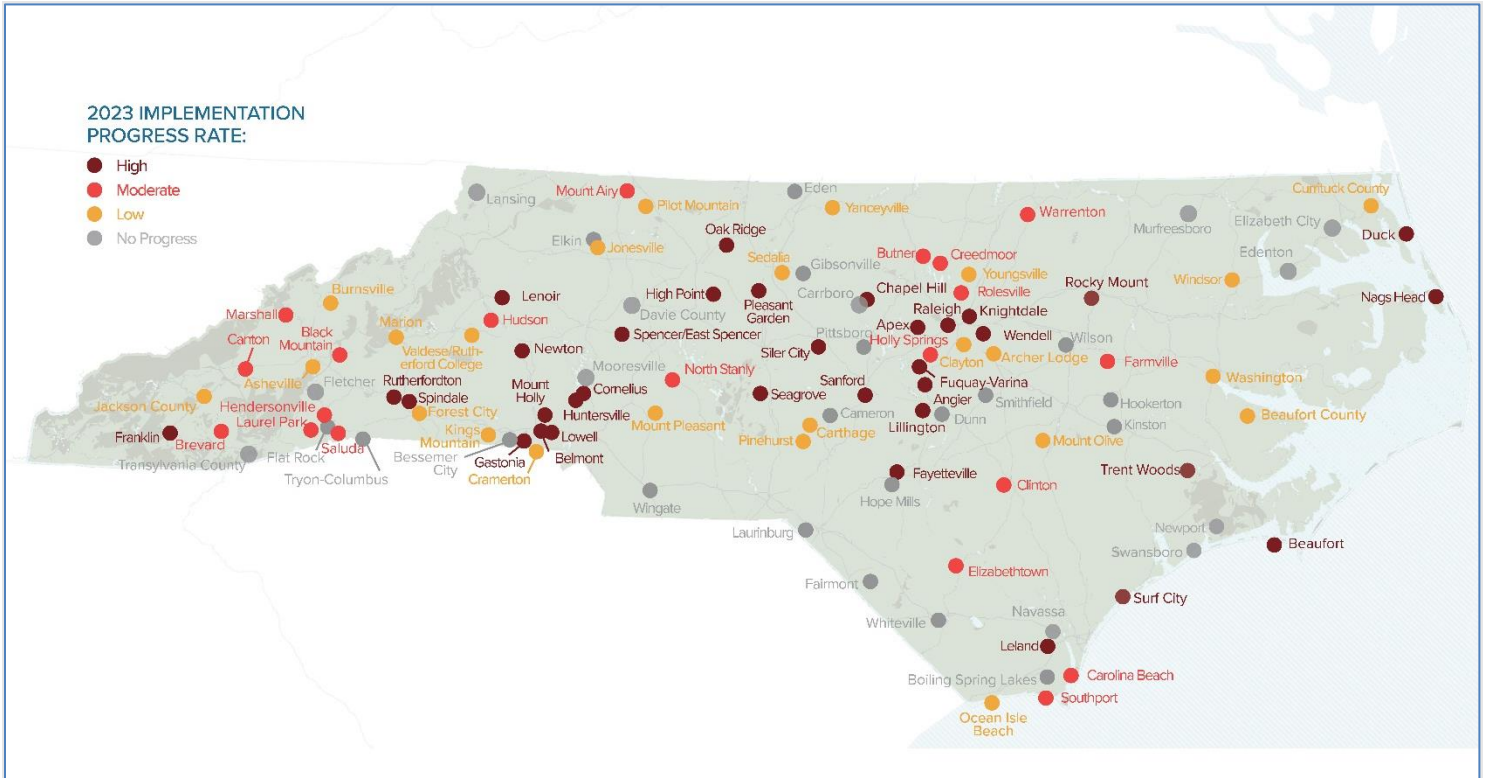 2023 IMPLEMENTATION
PROGRESS RATE:
High
Moderate
Low
No Progress
Lansing
Mount Airy
Pilot Mountain
Eden
Yanceyville
Warrenton
Murfreesboro
Elizabeth City
Currituck County
Duck
Edenton
Elkin
Jonesville
Oak Ridge
Sedalia
Gibsonville
Butner
Creedmoor
Youngsville
Rolesville
Rocky Mount
Windsor
Nags Head
Burnsville
Marshall
Black
Mountain
Canton
Marion
Lenoir
Hudson
Valdese/Ruth-
erford College
Davie County
High Point
Pleasant
Garden
Carrboro
Chapel Hill
Raleigh
Knightdale
Apex
Wendell
Pittsboro
Holly Springs
Wilson
Spencer/East Spencer
Siler City
Clayton
Archer Lodge
Farmville
Newton
Mooresville
North Stanly
Asheville
Fletcher
Rutherfordton
Spindale
Mount
Holly
Cornelius
Huntersville
Seagrove
Sanford
Fuquay-Varina
Angier
Smithfield
Hookerton
Washington
Jackson County
Hendersonville
Laurel Park
Forest City
Kings
Mountain
Mount Pleasant
Cameron
Carthage
Pinehurst
Lillington
Dunn
Kinston
Beaufort County
Franklin
Brevard
Transylvania County
Flat Rock
Saluda
Tryon-Columbus
Bessemer
City
Gastonia
Cramerton
Lowell
Belmont
Mount Olive
Trent Woods
Fayetteville
Hope Mills
Clinton
Wingate
Laurinburg
Newport
Swansboro
Beaufort
Elizabethtown
Fairmont
Surf City
Whiteville
Navassa
Leland
Boiling Spring Lakes
Carolina Beach
Southport
Ocean Isle
Beach